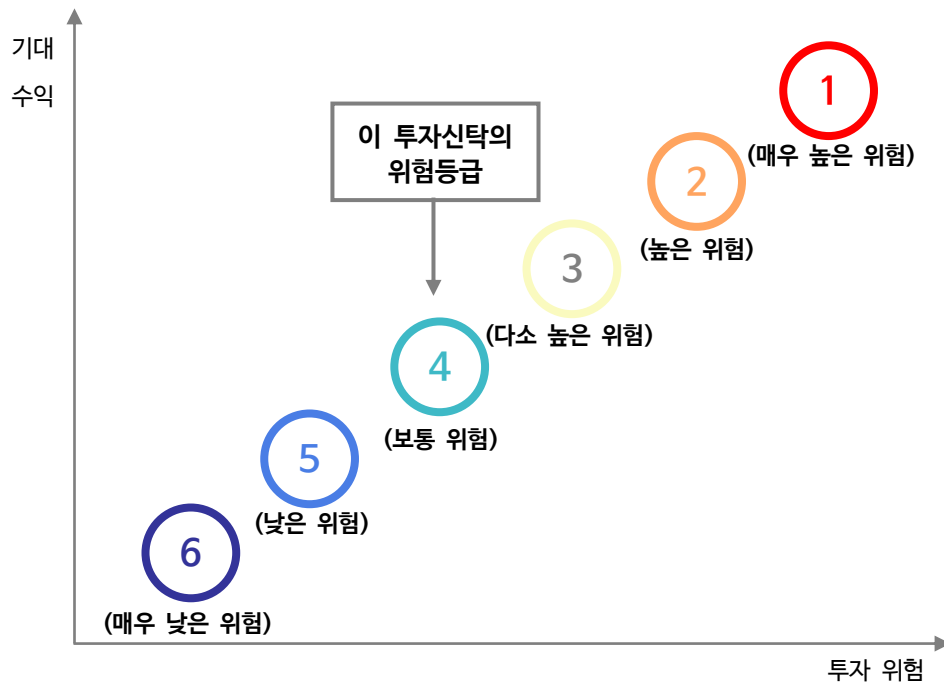 기대
수익
이 투자신탁의
위험등급
1
(매우 높은 위험)
2
(높은 위험)
3
(다소 높은 위험)
4
(보통 위험)
5
(낮은 위험)
6
(매우 낮은 위험)
투자 위험